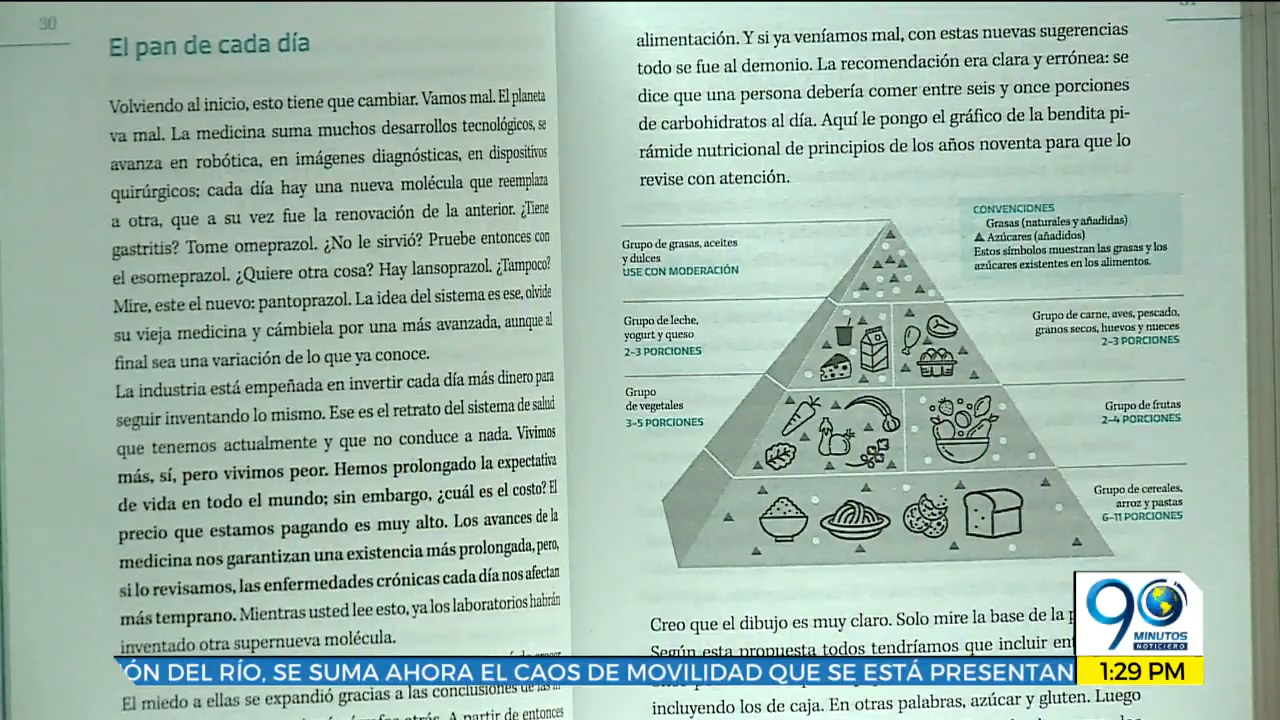 30
El pan de cada día
Volviendo al inicio, esto tiene que cambiar. Vamos mal. El planeta
va mal. La medicina suma muchos desarrollos tecnológicos, se
avanza en robótica, en imágenes diagnósticas, en dispositivos
quirúrgicos; cada día hay una nueva molécula que reemplaza
a otra, que a su vez fue la renovación de la anterior. ¿Tiene
gastritis? Tome omeprazol. ¿No le sirvió? Pruebe entonces con
el esomeprazol. ¿Quiere otra cosa? Hay lansoprazol. ¿Tampoco?
Mire, este el nuevo: pantoprazol. La idea del sistema es ese, olvide
su vieja medicina y cámbiela por una más avanzada, aunque al
final sea una variación de lo que ya conoce.
La industria está empeñada en invertir cada día más dinero para
seguir inventando lo mismo. Ese es el retrato del sistema de salud
que tenemos actualmente y que no conduce a nada. Vivimos
más, sí, pero vivimos peor. Hemos prolongado la expectativa
de vida en todo el mundo; sin embargo, ¿cuál es el costo? El
precio que estamos pagando es muy alto. Los avances de la
medicina nos garantizan una existencia más prolongada, pero,
si lo revisamos, las enfermedades crónicas cada día nos afectan
más temprano. Mientras usted lee esto, ya los laboratorios habrán
inventado otra supernueva molécula.
El miedo a ellas se expandió gracias a las conclusiones de
A partir de entonces
alimentación. Y si ya veníamos mal, con estas nuevas sugerencias
todo se fue al demonio. La recomendación era clara y errónea: se
dice que una persona debería comer entre seis y once porciones
de carbohidratos al día. Aquí le pongo el gráfico de la bendita pi-
rámide nutricional de principios de los años noventa para que lo
revise con atención.
CONVENCIONES
Grasas (naturales y añadidas)
Azúcares (añadidos)
Estos símbolos muestran las grasas y los
azúcares existentes en los alimentos.
Grupo de grasas, aceites
y dulces
USE CON MODERACIÓN
Grupo de leche,
yogurt y queso
2-3 PORCIONES
Grupo de carne, aves, pescado,
granos secos, huevos y nueces
2-3 PORCIONES
Grupo
de vegetales
3-5 PORCIONES
Grupo de frutas
2-4 PORCIONES
Grupo de cereales,
arroz y pastas
6-11 PORCIONES
Creo que el dibujo es muy claro. Solo mire la base de la
Según esta propuesta todos tendríamos que incluir
incluyendo los de caja. En otras palabras, azúcar y gluten. Luego
90
MINUTOS
NOTICIERO
ÓN DEL RÍO, SE SUMA AHORA EL CAOS DE MOVILIDAD QUE SE ESTÁ PRESENTAN
1:29 PM